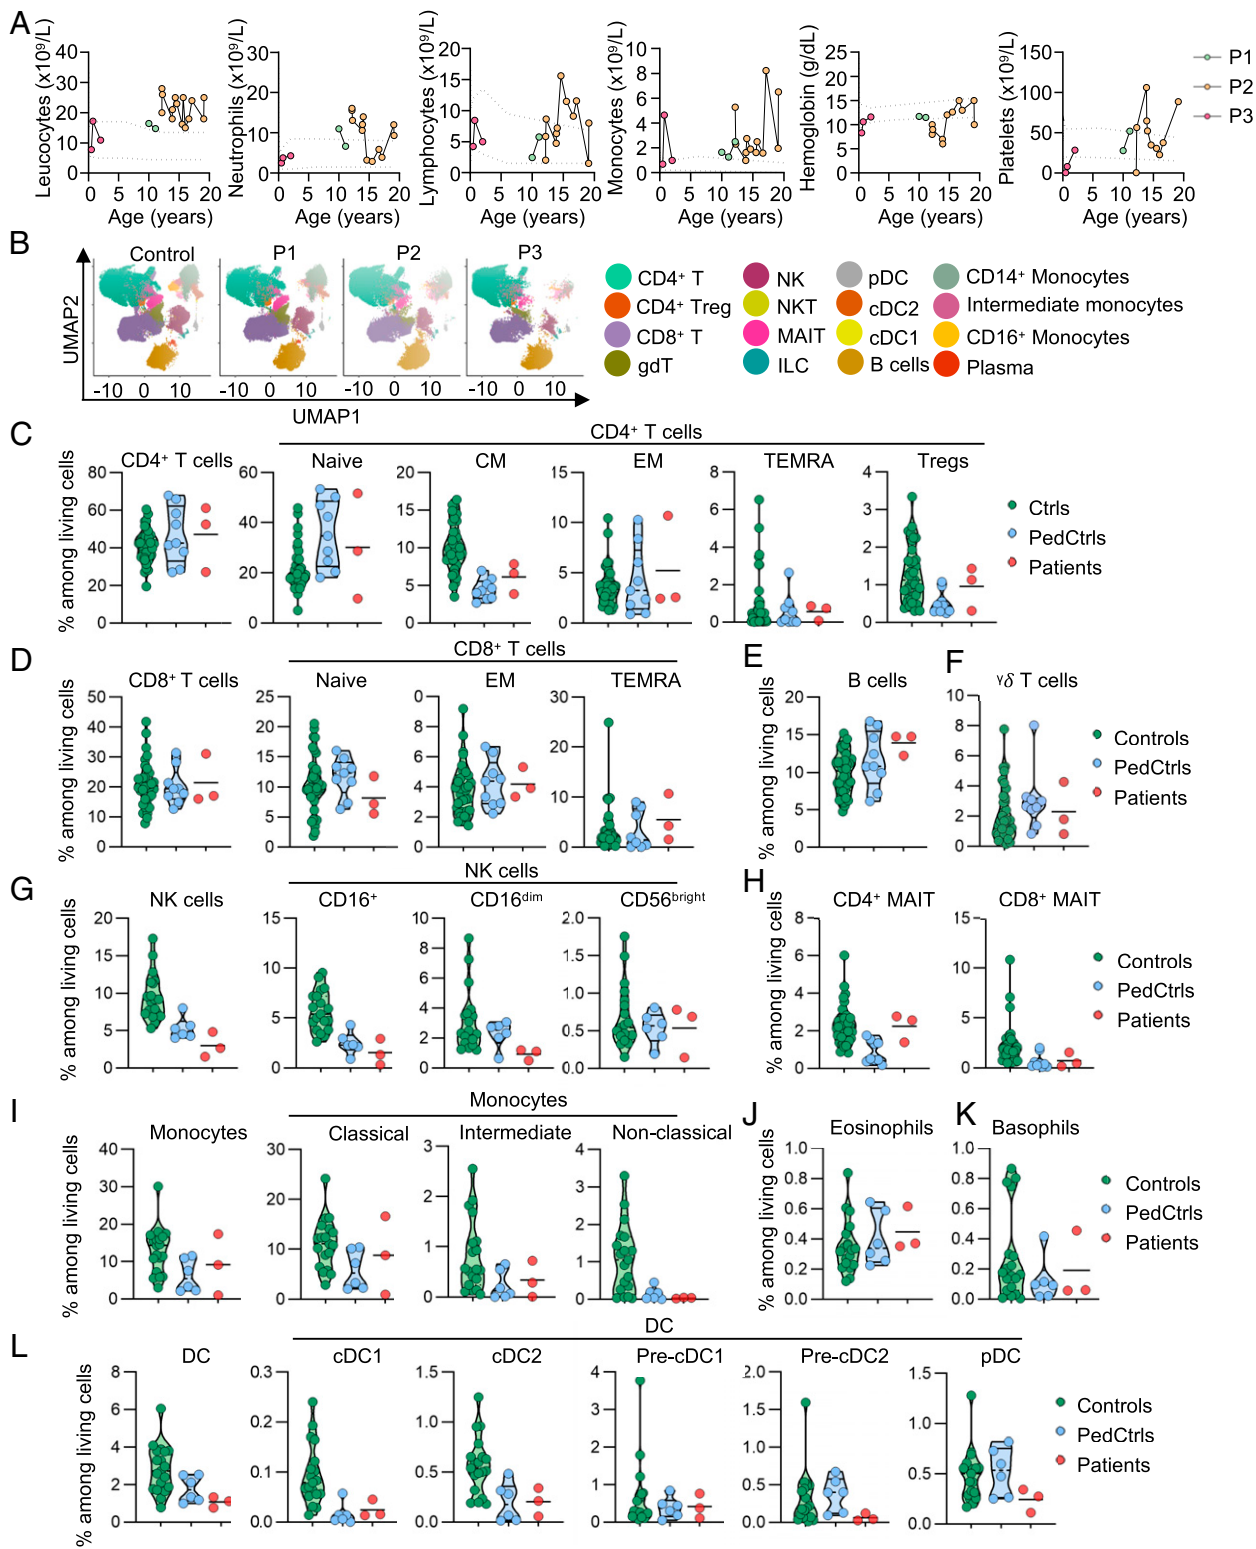 A
Leucocytes (x10⁹/L)
40
30
20
10
0
0 5 10 15 20
Age (years)
Neutrophils (x10⁹/L)
30
20
10
0
0 5 10 15 20
Age (years)
Lymphocytes (x10⁹/L)
20
15
10
5
0
0 5 10 15 20
Age (years)
Monocytes (x10⁹/L)
10
8
6
4
2
0
0 5 10 15 20
Age (years)
Hemoglobin (g/dL)
25
20
15
10
5
0
0 5 10 15 20
Age (years)
Platelets (x10⁹/L)
150
100
50
0
0 5 10 15 20
Age (years)
P1
P2
P3
B
Control P1 P2 P3
UMAP2
-10 0 10 -10 0 10 -10 0 10 -10 0 10
UMAP1
CD4⁺ T NK pDC CD14⁺ Monocytes
CD4⁺ Treg NKT cDC2 Intermediate monocytes
CD8⁺ T MAIT cDC1 CD16⁺ Monocytes
gdT ILC B cells Plasma
C
CD4⁺ T cells
% among living cells
CD4⁺ T cells
80
60
40
20
0
Naive
60
40
20
0
CM
20
15
10
5
0
EM
15
10
5
0
TEMRA
8
6
4
2
0
Tregs
4
3
2
1
0
Ctrls
PedCtrls
Patients
D
CD8⁺ T cells
% among living cells
CD8⁺ T cells
50
40
30
20
10
0
Naive
25
20
15
10
5
0
EM
0
8
6
4
2
0
TEMRA
30
20
10
0
E
B cells
% among living cells
20
15
10
5
0
F
γδ T cells
10
8
6
4
2
0
Controls
PedCtrls
Patients
G
NK cells
% among living cells
NK cells
20
15
10
5
0
CD16⁺
15
10
5
0
CD16ᵈⁱᵐ
10
8
6
4
2
0
CD56ᵇʳⁱᵍʰᵗ
2.0
1.5
1.0
0.5
0.0
H
% among living cells
CD4⁺ MAIT
8
6
4
2
0
CD8⁺ MAIT
15
10
5
0
Controls
PedCtrls
Patients
I
Monocytes
% among living cells
Monocytes
40
30
20
10
0
Classical
30
20
10
0
Intermediate
3
2
1
0
Non-classical
4
3
2
1
0
J
Eosinophils
% among living cells
1.0
0.8
0.6
0.4
0.2
0.0
K
Basophils
1.0
0.8
0.6
0.4
0.2
0.0
Controls
PedCtrls
Patients
L
DC
% among living cells
DC
8
6
4
2
0
cDC1
0.3
0.2
0.1
0.0
cDC2
1.5
1.0
0.5
0.0
Pre-cDC1
4
3
2
1
0
Pre-cDC2
2.0
1.5
1.0
0.5
0.0
pDC
1.5
1.0
0.5
0.0
Controls
PedCtrls
Patients